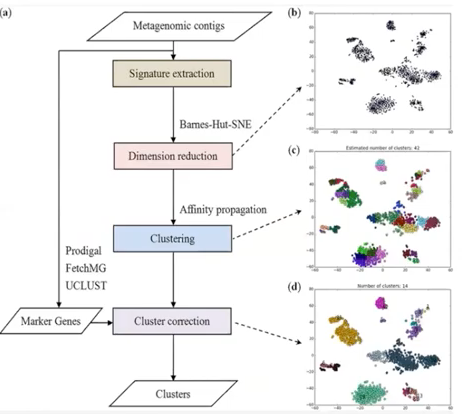 (a)
Metagenomic contigs
Signature extraction
Barnes-Hut-SNE
Dimension reduction
Affinity propagation
Clustering
Prodigal
FetchMG
UCLUST
Marker Genes
Cluster correction
Clusters
(b)
(c)
Estimated number of clusters: 41
(d)
Number of clusters: 14